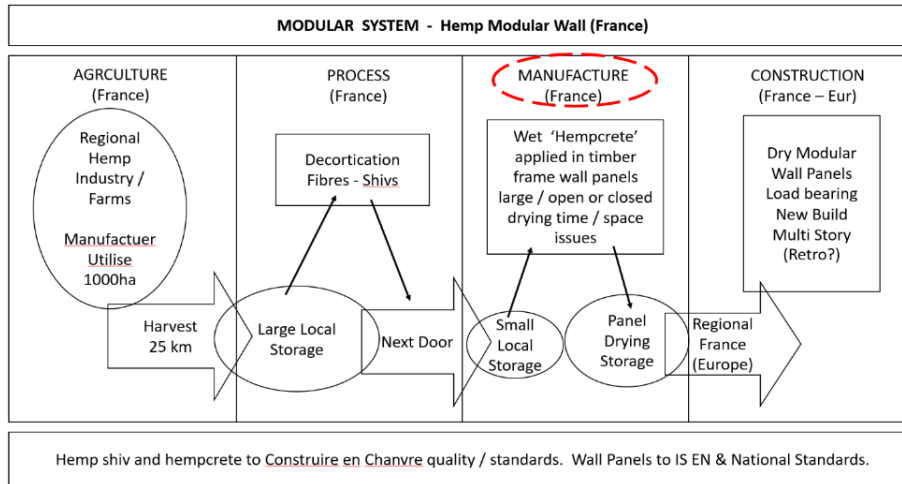 MODULAR SYSTEM - Hemp Modular Wall (France)
AGRCULTURE
(France)
Regional
Hemp
Industry /
Farms
Manufactuer
Utilise
1000ha
Harvest
25 km
PROCESS
(France)
Decortication
Fibres - Shivs
Large Local
Storage
Next Door
MANUFACTURE
(France)
Wet 'Hempcrete'
applied in timber
frame wall panels
large / open or closed
drying time / space
issues
Small
Local
Storage
Panel
Drying
Storage
CONSTRUCTION
(France – Eur)
Dry Modular
Wall Panels
Load bearing
New Build
Multi Story
(Retro?)
Regional
France
(Europe)
Hemp shiv and hempcrete to Construire en Chanvre quality / standards. Wall Panels to IS EN & National Standards.